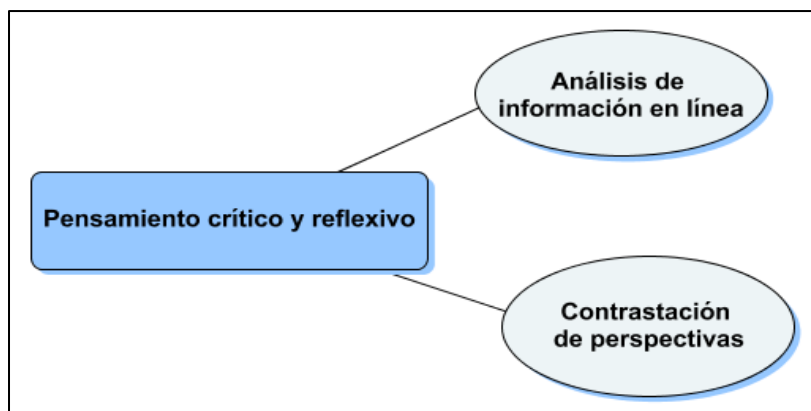 Análisis de
información en línea
Pensamiento crítico y reflexivo
Contrastación
de perspectivas